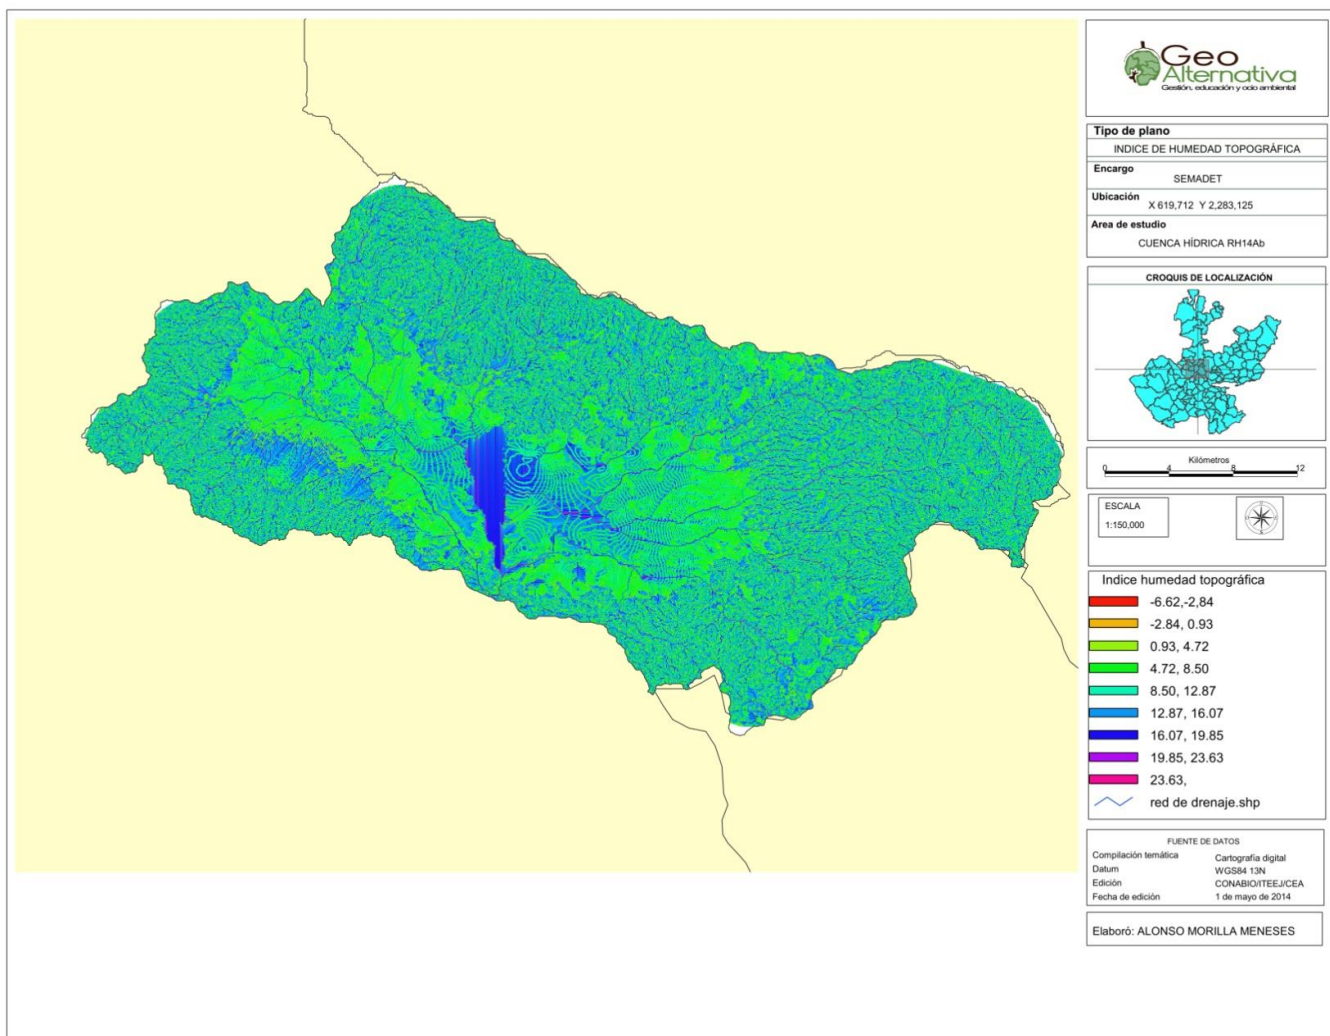 Geo
Alternativa
Gestión, educación y ocio ambiental
Tipo de plano
INDICE DE HUMEDAD TOPOGRÁFICA
Encargo
SEMADET
Ubicación
X 619,712 Y 2,283,125
Area de estudio
CUENCA HÍDRICA RH14Ab
CROQUIS DE LOCALIZACIÓN
Kilómetros
0 4 8 12
ESCALA
1:150,000
Indice humedad topográfica
-6.62,-2,84
-2.84, 0.93
0.93, 4.72
4.72, 8.50
8.50, 12.87
12.87, 16.07
16.07, 19.85
19.85, 23.63
23.63,
red de drenaje.shp
FUENTE DE DATOS
Compilación temática Cartografía digital
Datum WGS84 13N
Edición CONABIO/ITEEJ/CEA
Fecha de edición 1 de mayo de 2014
Elaboró: ALONSO MORILLA MENESES